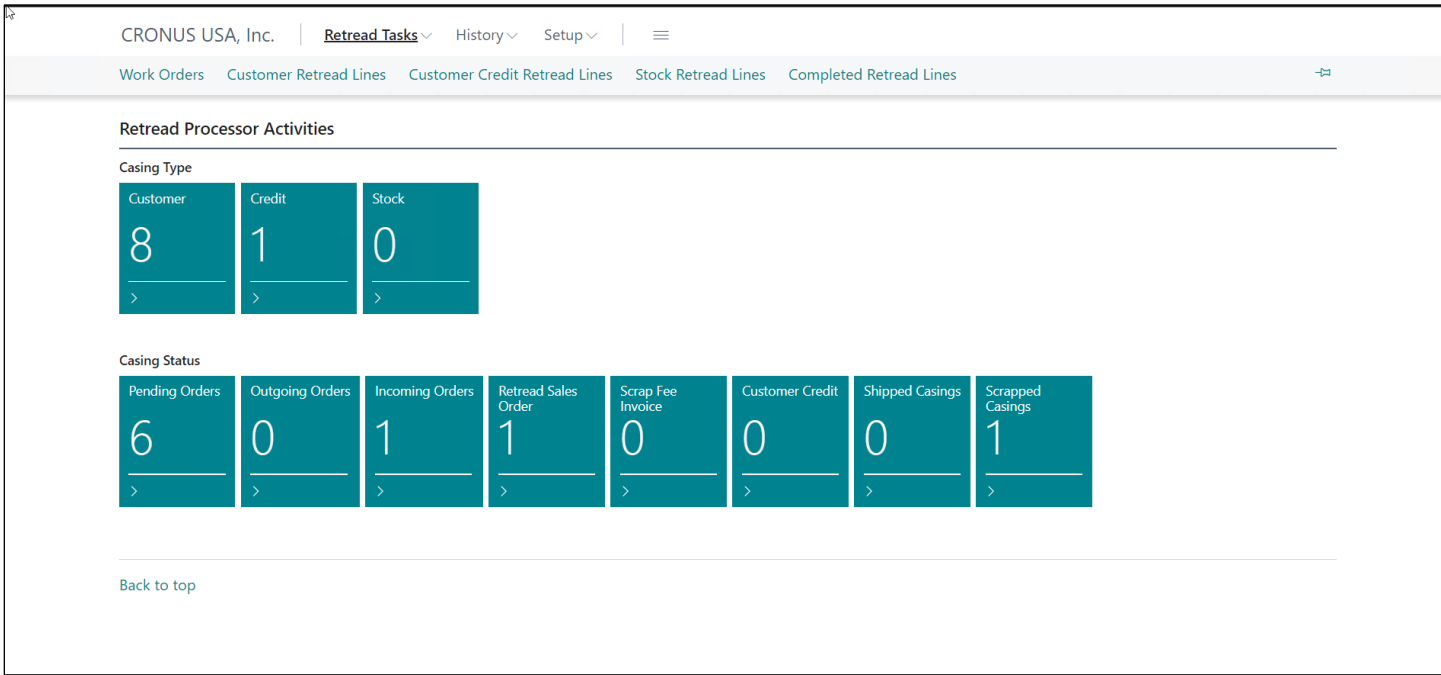 CRONUS USA, Inc. Retread Tasks History Setup
Work Orders Customer Retread Lines Customer Credit Retread Lines Stock Retread Lines Completed Retread Lines
Retread Processor Activities
Casing Type
Customer Credit Stock
8 1 0
Casing Status
Pending Orders Outgoing Orders Incoming Orders Retread Sales Order Scrap Fee Invoice Customer Credit Shipped Casings Scrapped Casings
6 0 1 1 0 0 0 1
Back to top